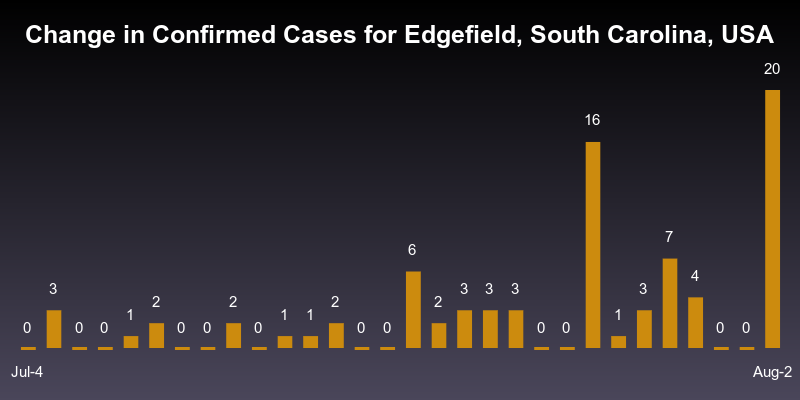 Change in Confirmed Cases for Edgefield, South Carolina, USA
0 3 0 0 1 2 0 0 2 0 1 1 2 0 0 6 2 3 3 3 0 0 16 1 3 7 4 0 0 20
Jul-4 Aug-2